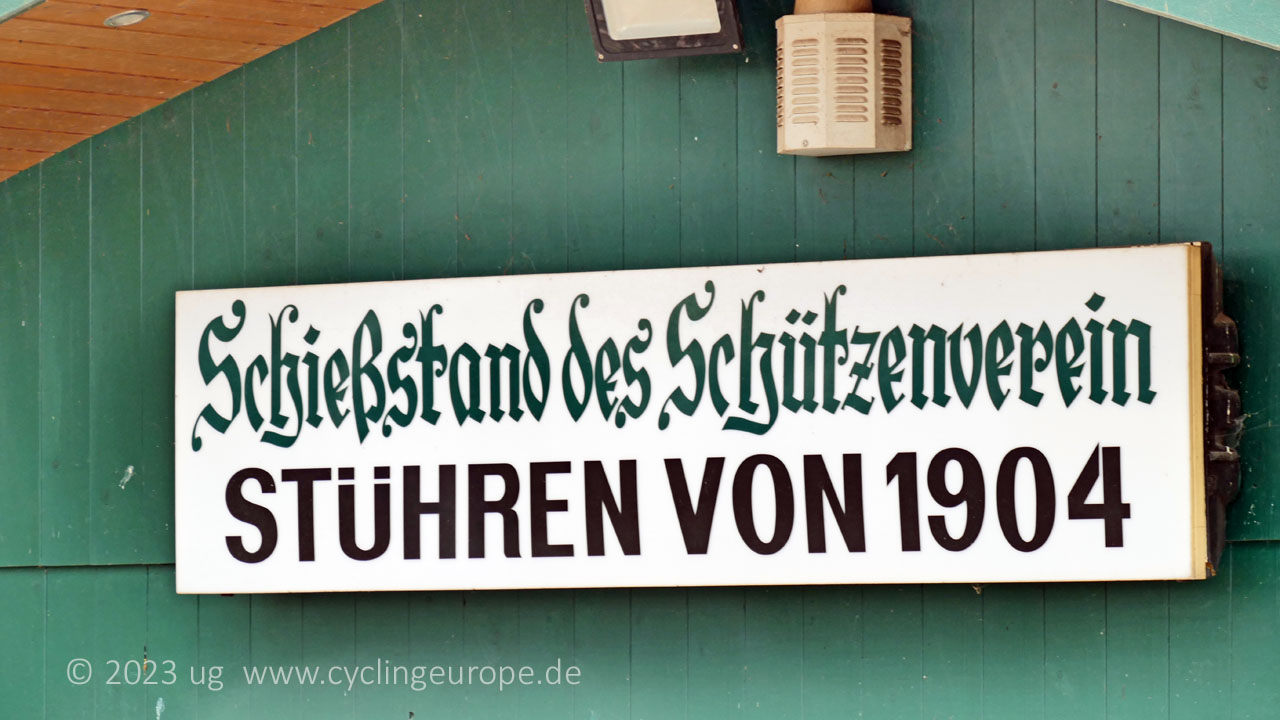 Schießstand des Schützenverein
STÜHREN VON 1904
© 2023 ug www.cyclingeurope.de